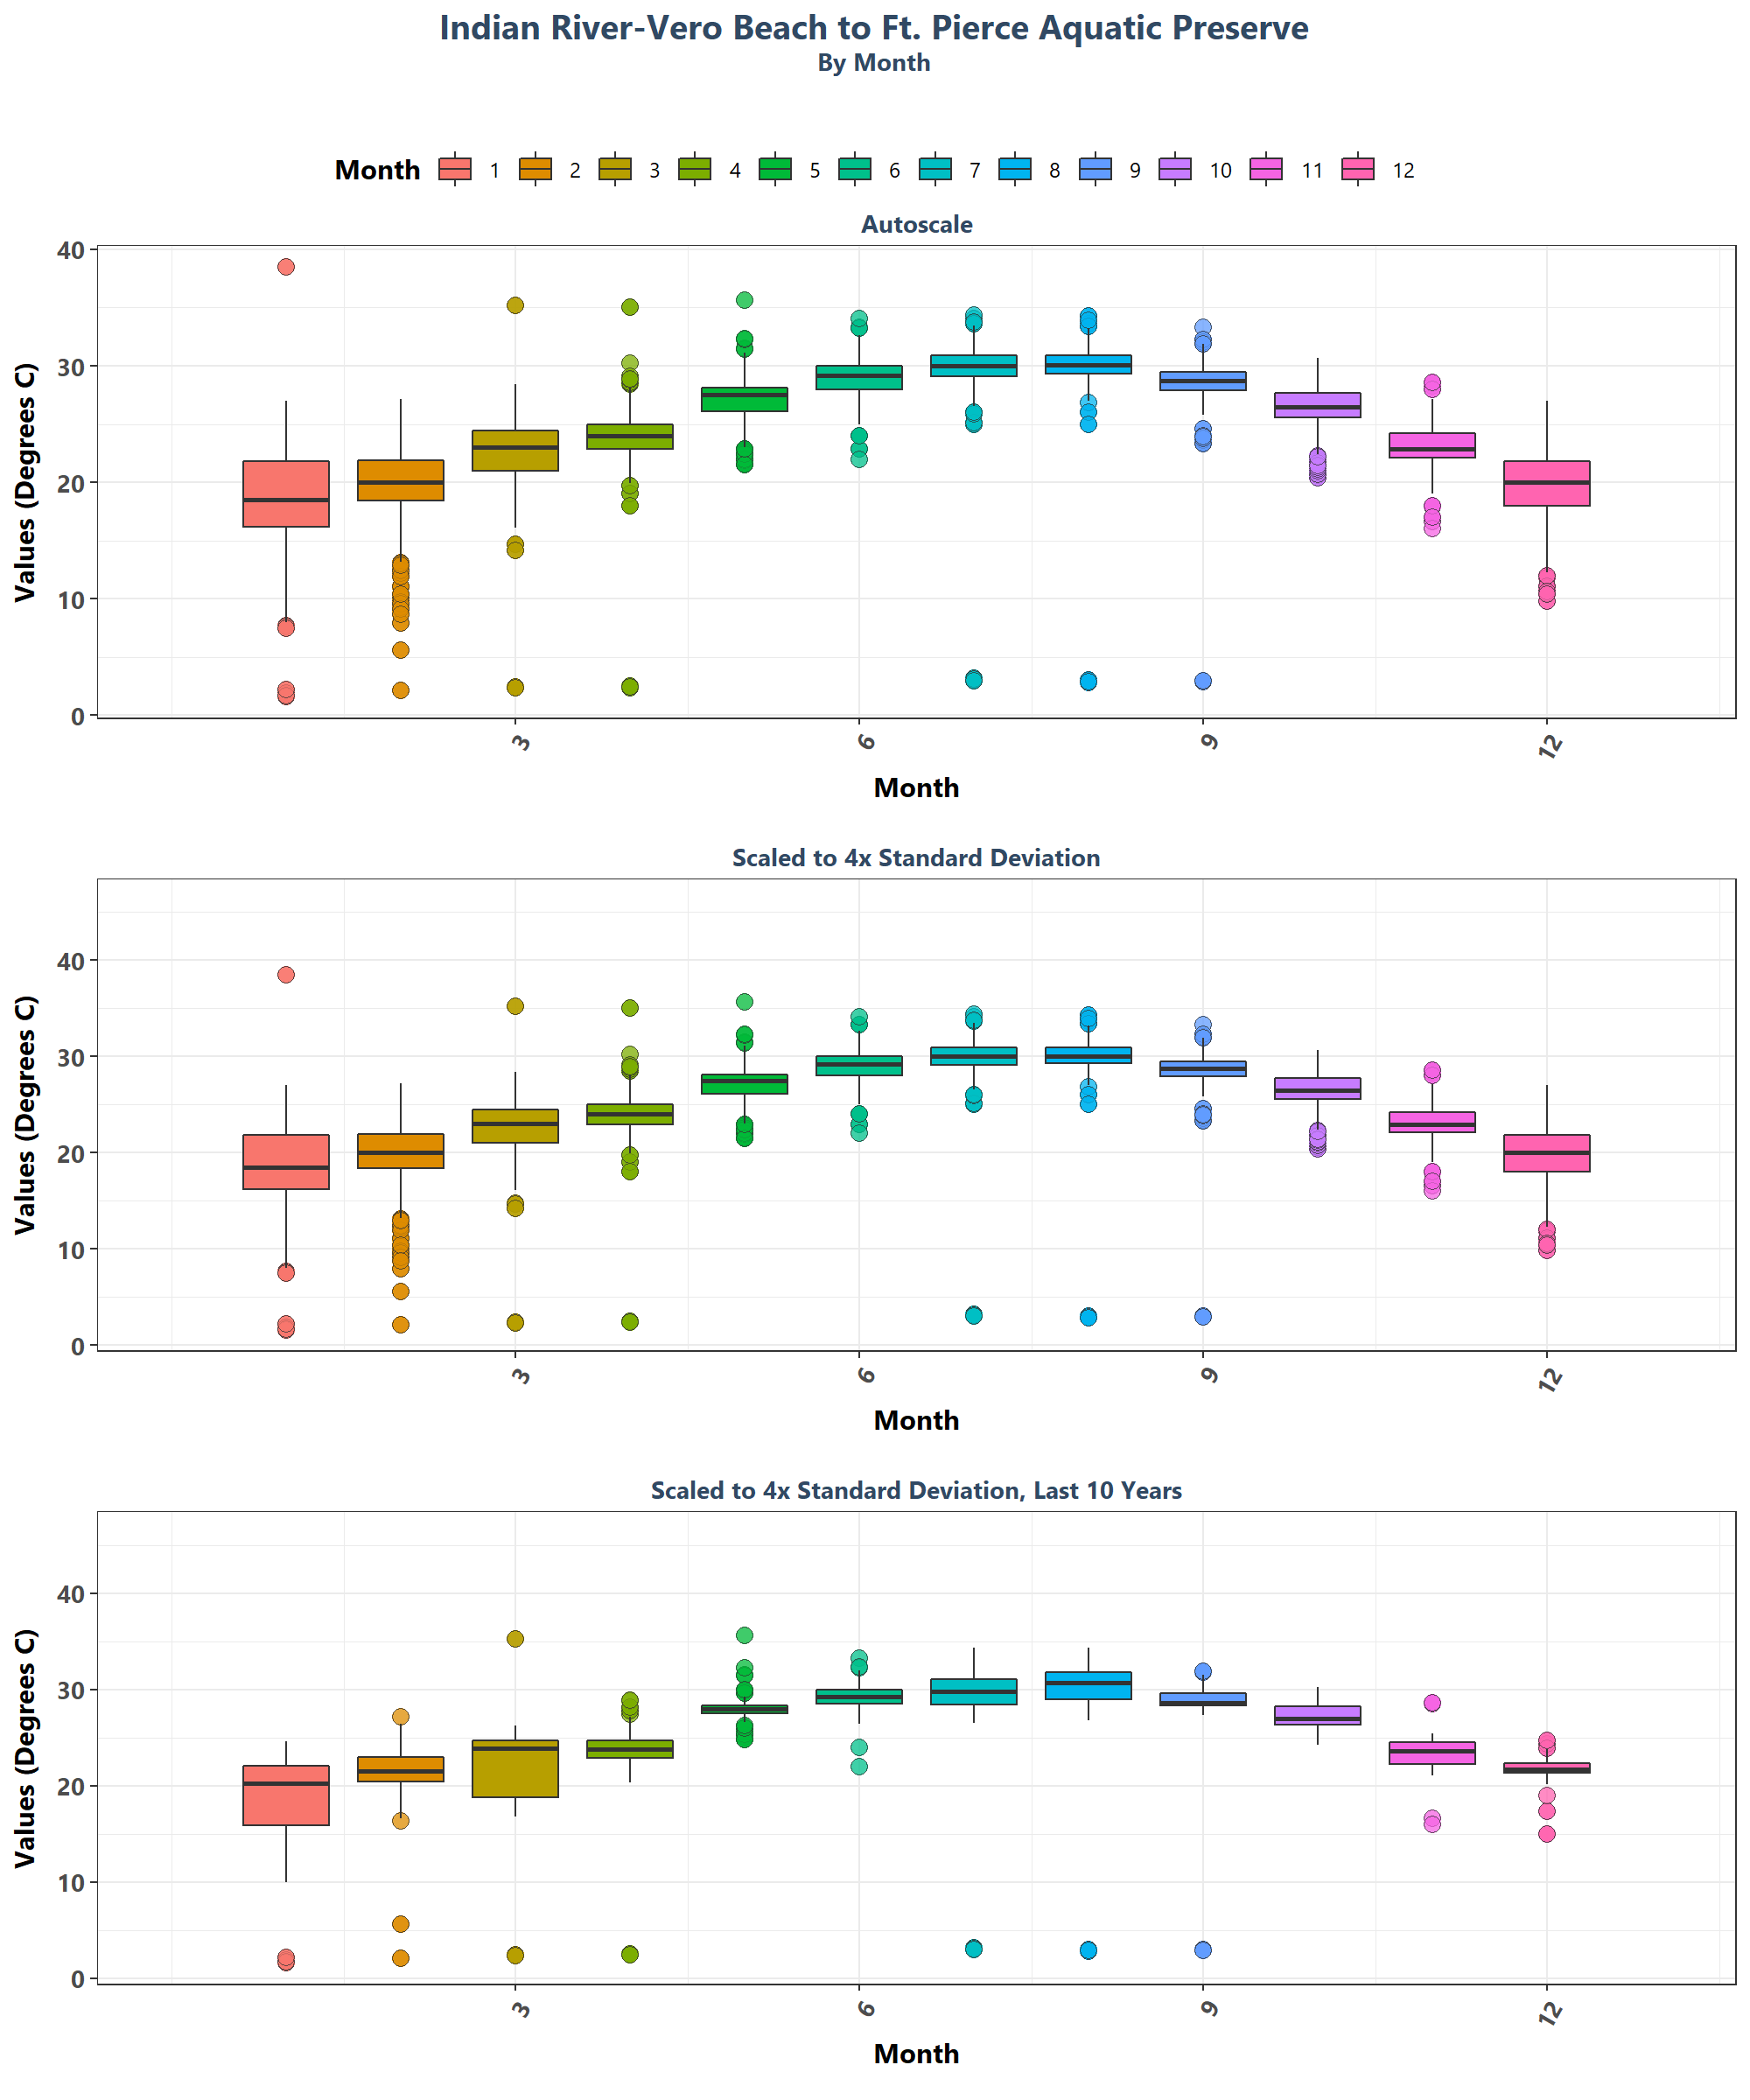 Indian River-Vero Beach to Ft. Pierce Aquatic Preserve
By Month
Month 1 2 3 4 5 6 7 8 9 10 11 12
Autoscale
Values (Degrees C)
40
30
20
10
0
3 6 9 12
Month
Scaled to 4x Standard Deviation
Values (Degrees C)
40
30
20
10
0
3 6 9 12
Month
Scaled to 4x Standard Deviation, Last 10 Years
Values (Degrees C)
40
30
20
10
0
3 6 9 12
Month